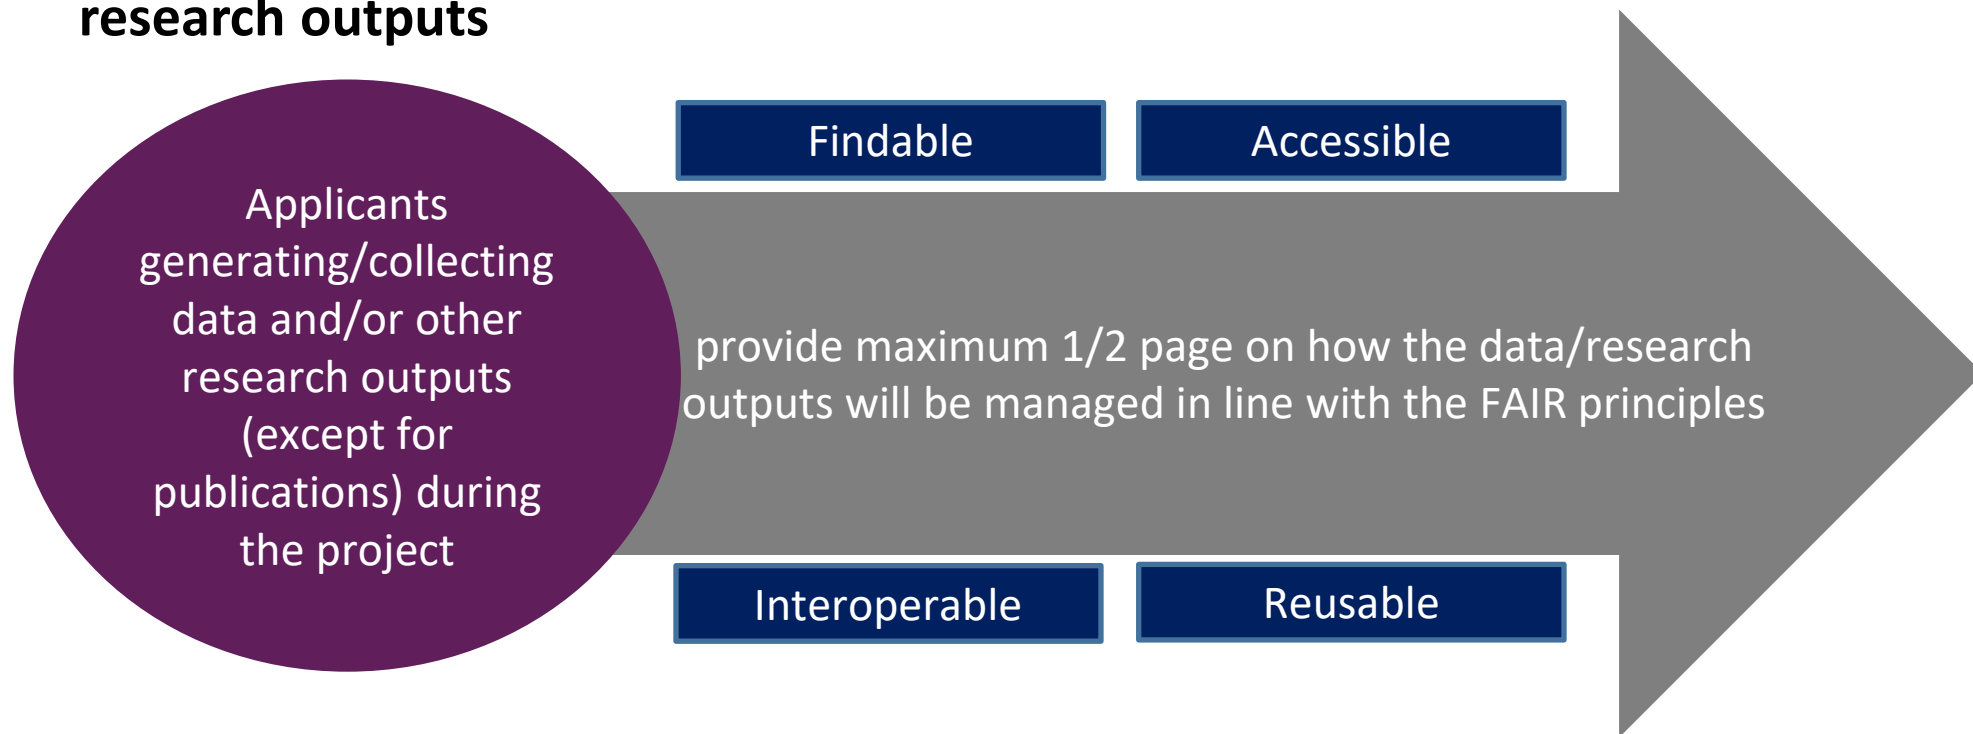 research outputs
Applicants
generating/collecting
data and/or other
research outputs
(except for
publications) during
the project
Findable
Accessible
provide maximum 1/2 page on how the data/research
outputs will be managed in line with the FAIR principles
Interoperable
Reusable